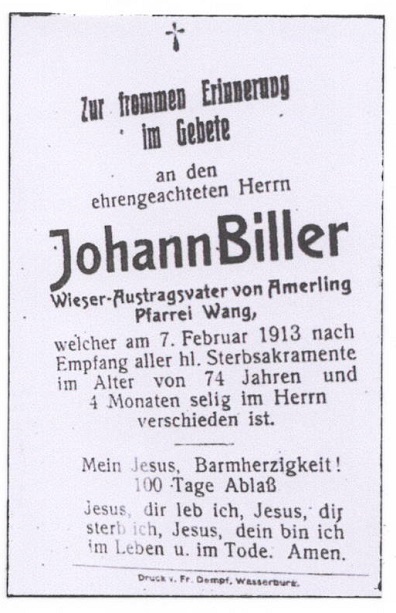 Zur frommen Erinnerung
im Gebete
an den
ehrengeachteten Herrn
Johann Biller
Wieser-Austragsvater von Amerling
Pfarrei Wang,
welcher am 7. Februar 1913 nach
Empfang aller hl. Sterbsakramente
im Alter von 74 Jahren und
4 Monaten selig im Herrn
verschieden ist.
Mein Jesus, Barmherzigkeit!
100 Tage Ablaß
Jesus, dir leb ich, Jesus, dir
sterb ich, Jesus, dein bin ich
im Leben u. im Tode. Amen.
Druck v. Fr. Dempf, Wasserburg.